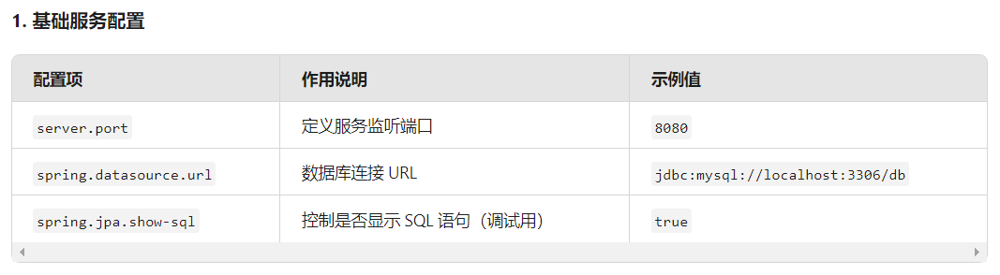 1. 基础服务配置
配置项 作用说明 示例值
server.port 定义服务监听端口 8080
spring.datasource.url 数据库连接 URL jdbc:mysql://localhost:3306/db
spring.jpa.show-sql 控制是否显示 SQL 语句（调试用） true